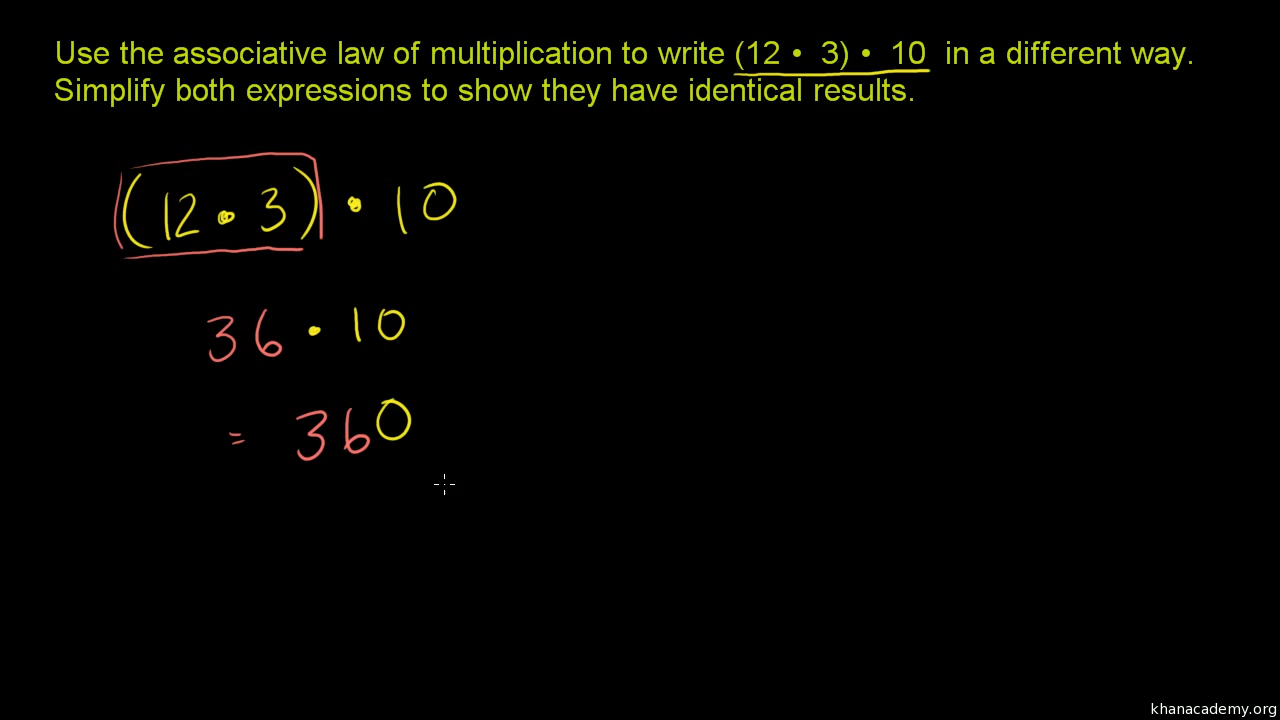 Use the associative law of multiplication to write (12 • 3) • 10 in a different way.
Simplify both expressions to show they have identical results.
(12 • 3) • 10
36 • 10
= 360
khanacademy.org